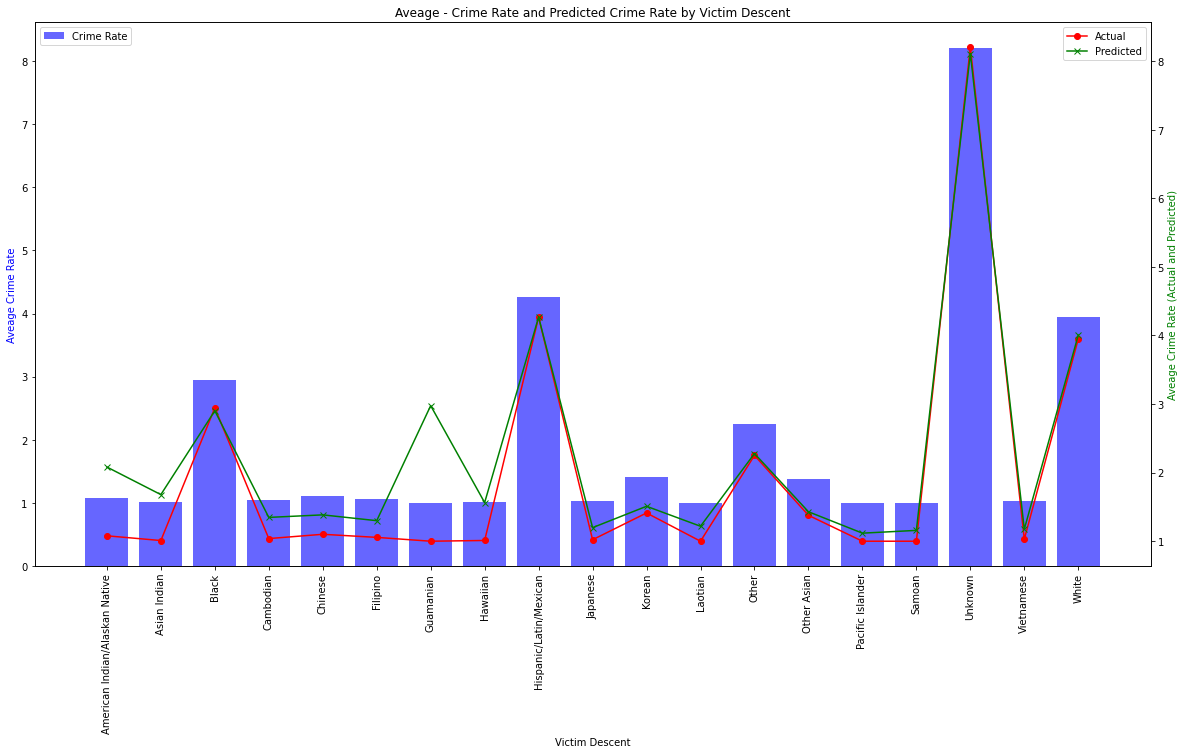 Aveage - Crime Rate and Predicted Crime Rate by Victim Descent
Crime Rate
Actual
Predicted
Aveage Crime Rate
8
7
6
5
4
3
2
1
0
Aveage Crime Rate (Actual and Predicted)
8
7
6
5
4
3
2
1
American Indian/Alaskan Native
Asian Indian
Black
Cambodian
Chinese
Filipino
Guamanian
Hawaiian
Hispanic/Latin/Mexican
Japanese
Korean
Laotian
Other
Other Asian
Pacific Islander
Samoan
Unknown
Vietnamese
White
Victim Descent